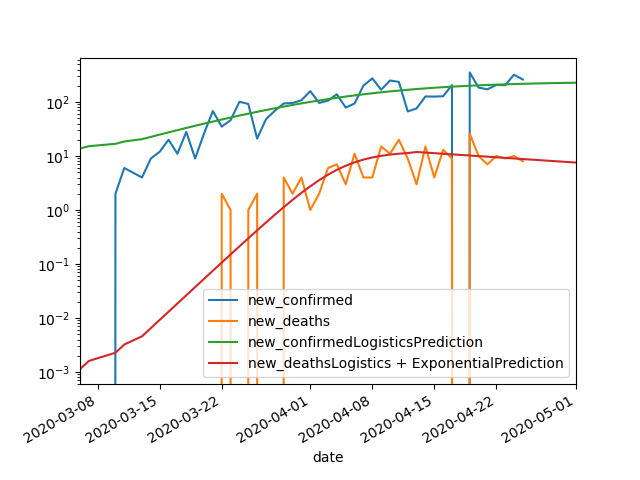 10²
10¹
10⁰
10⁻¹
10⁻²
10⁻³
new_confirmed
new_deaths
new_confirmedLogisticsPrediction
new_deathsLogistics + ExponentialPrediction
2020-03-08
2020-03-15
2020-03-22
2020-04-01
2020-04-08
2020-04-15
2020-04-22
2020-05-01
date